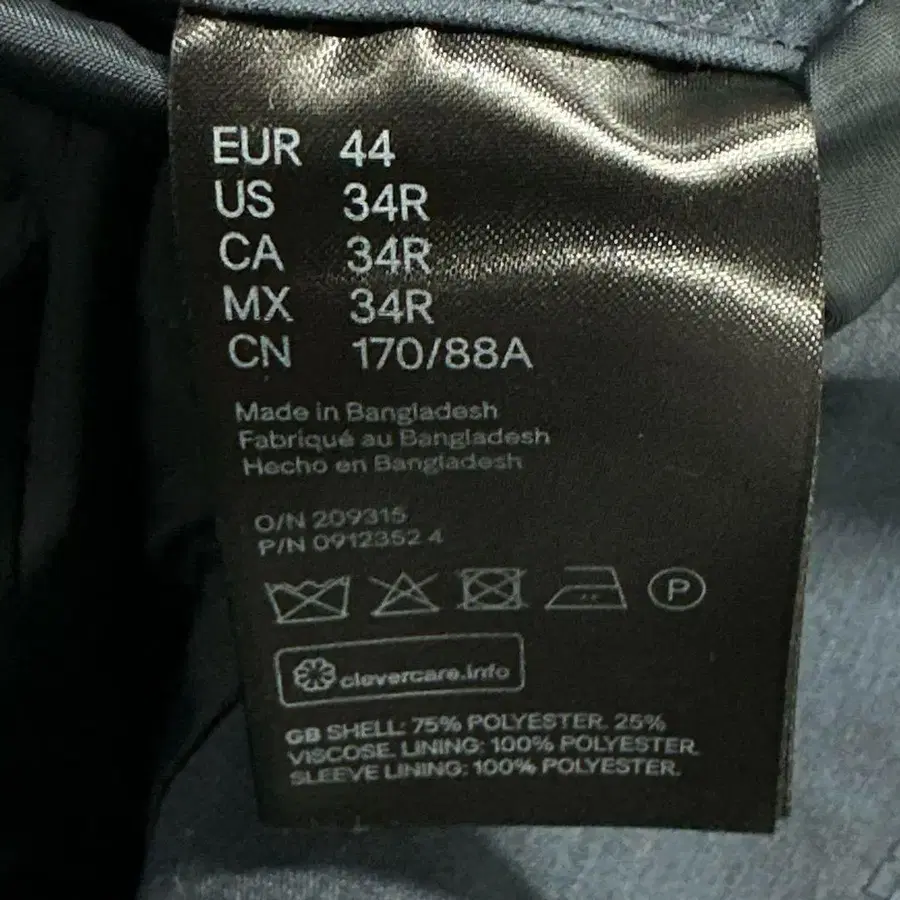 EUR 44
US 34R
CA 34R
MX 34R
CN 170/88A
Made in Bangladesh
Fabriqué au Bangladesh
Hecho en Bangladesh
O/N 209315
P/N 0912352 4
P
clevercare.info
GB SHELL: 75% POLYESTER. 25%
VISCOSE. LINING: 100% POLYESTER.
SLEEVE LINING: 100% POLYESTER.